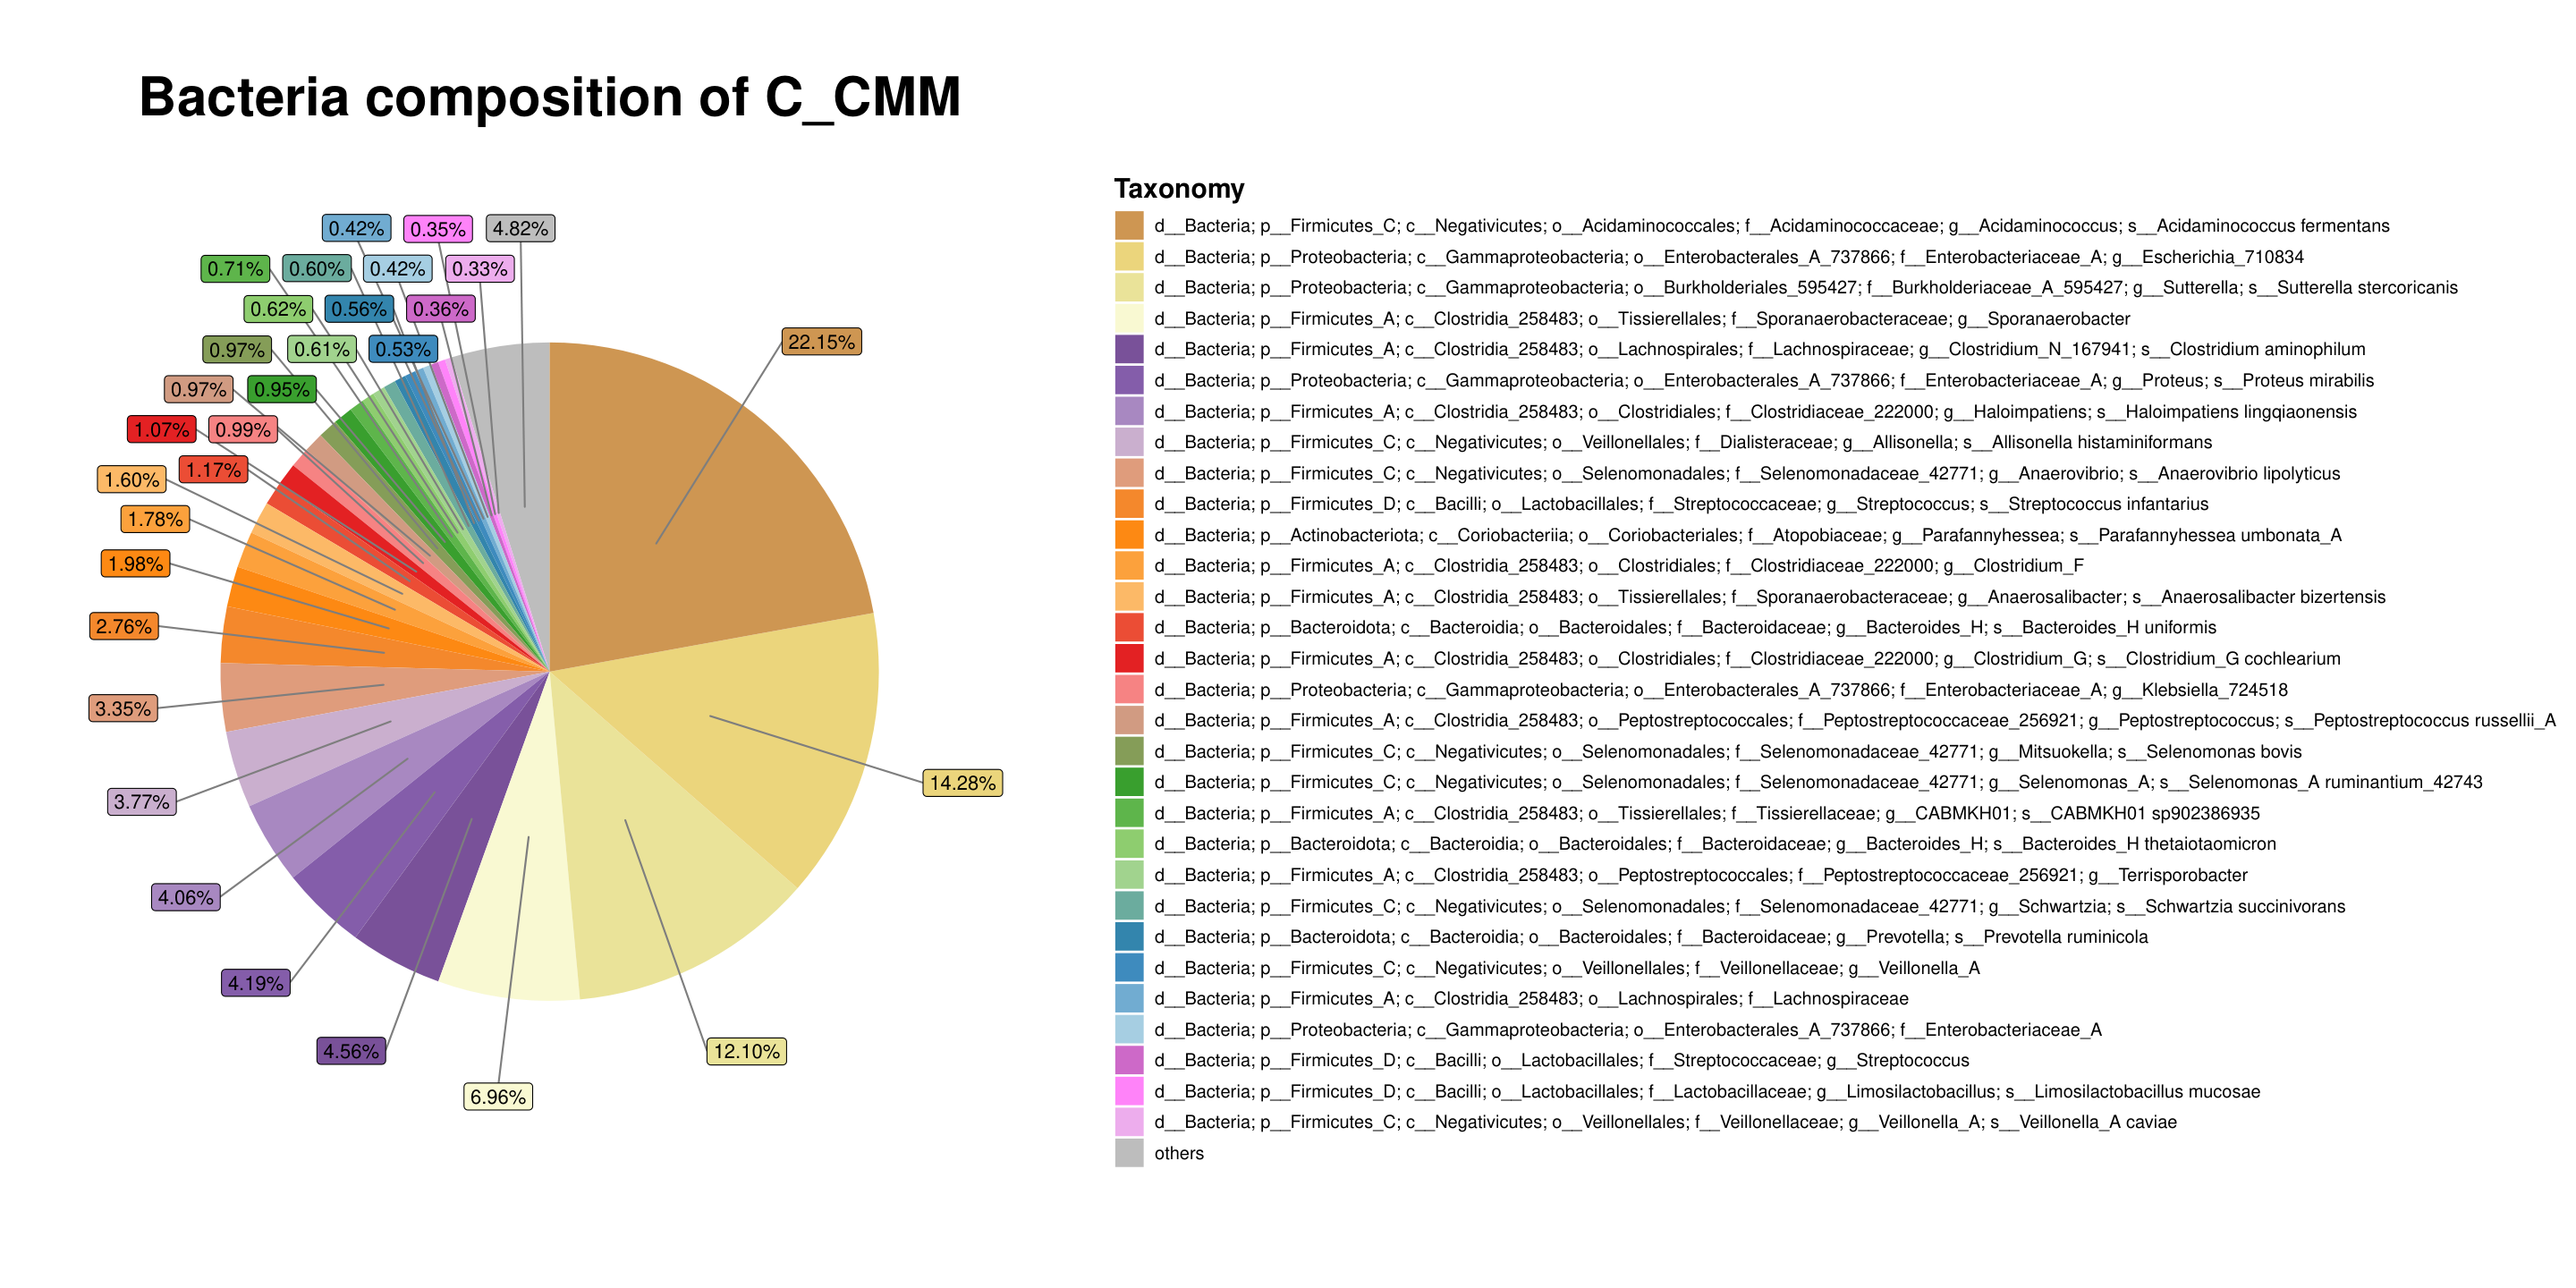 Bacteria composition of C_CMM
0.42%
0.35%
4.82%
0.71%
0.60%
0.42%
0.33%
0.62%
0.56%
0.36%
0.97%
0.61%
0.53%
22.15%
0.97%
0.95%
1.07%
0.99%
1.17%
1.60%
1.78%
1.98%
2.76%
3.35%
14.28%
3.77%
4.06%
4.19%
4.56%
12.10%
6.96%
Taxonomy
d__Bacteria; p__Firmicutes_C; c__Negativicutes; o__Acidaminococcales; f__Acidaminococcaceae; g__Acidaminococcus; s__Acidaminococcus fermentans
d__Bacteria; p__Proteobacteria; c__Gammaproteobacteria; o__Enterobacterales_A_737866; f__Enterobacteriaceae_A; g__Escherichia_710834
d__Bacteria; p__Proteobacteria; c__Gammaproteobacteria; o__Burkholderiales_595427; f__Burkholderiaceae_A_595427; g__Sutterella; s__Sutterella stercoricanis
d__Bacteria; p__Firmicutes_A; c__Clostridia_258483; o__Tissierellales; f__Sporanaerobacteraceae; g__Sporanaerobacter
d__Bacteria; p__Firmicutes_A; c__Clostridia_258483; o__Lachnospirales; f__Lachnospiraceae; g__Clostridium_N_167941; s__Clostridium aminophilum
d__Bacteria; p__Proteobacteria; c__Gammaproteobacteria; o__Enterobacterales_A_737866; f__Enterobacteriaceae_A; g__Proteus; s__Proteus mirabilis
d__Bacteria; p__Firmicutes_A; c__Clostridia_258483; o__Clostridiales; f__Clostridiaceae_222000; g__Haloimpatiens; s__Haloimpatiens lingqiaonensis
d__Bacteria; p__Firmicutes_C; c__Negativicutes; o__Veillonellales; f__Dialisteraceae; g__Allisonella; s__Allisonella histaminiformans
d__Bacteria; p__Firmicutes_C; c__Negativicutes; o__Selenomonadales; f__Selenomonadaceae_42771; g__Anaerovibrio; s__Anaerovibrio lipolyticus
d__Bacteria; p__Firmicutes_D; c__Bacilli; o__Lactobacillales; f__Streptococcaceae; g__Streptococcus; s__Streptococcus infantarius
d__Bacteria; p__Actinobacteriota; c__Coriobacteriia; o__Coriobacteriales; f__Atopobiaceae; g__Parafannyhessea; s__Parafannyhessea umbonata_A
d__Bacteria; p__Firmicutes_A; c__Clostridia_258483; o__Clostridiales; f__Clostridiaceae_222000; g__Clostridium_F
d__Bacteria; p__Firmicutes_A; c__Clostridia_258483; o__Tissierellales; f__Sporanaerobacteraceae; g__Anaerosalibacter; s__Anaerosalibacter bizertensis
d__Bacteria; p__Bacteroidota; c__Bacteroidia; o__Bacteroidales; f__Bacteroidaceae; g__Bacteroides_H; s__Bacteroides_H uniformis
d__Bacteria; p__Firmicutes_A; c__Clostridia_258483; o__Clostridiales; f__Clostridiaceae_222000; g__Clostridium_G; s__Clostridium_G cochlearium
d__Bacteria; p__Proteobacteria; c__Gammaproteobacteria; o__Enterobacterales_A_737866; f__Enterobacteriaceae_A; g__Klebsiella_724518
d__Bacteria; p__Firmicutes_A; c__Clostridia_258483; o__Peptostreptococcales; f__Peptostreptococcaceae_256921; g__Peptostreptococcus; s__Peptostreptococcus russellii_A
d__Bacteria; p__Firmicutes_C; c__Negativicutes; o__Selenomonadales; f__Selenomonadaceae_42771; g__Mitsuokella; s__Selenomonas bovis
d__Bacteria; p__Firmicutes_C; c__Negativicutes; o__Selenomonadales; f__Selenomonadaceae_42771; g__Selenomonas_A; s__Selenomonas_A ruminantium_42743
d__Bacteria; p__Firmicutes_A; c__Clostridia_258483; o__Tissierellales; f__Tissierellaceae; g__CABMKH01; s__CABMKH01 sp902386935
d__Bacteria; p__Bacteroidota; c__Bacteroidia; o__Bacteroidales; f__Bacteroidaceae; g__Bacteroides_H; s__Bacteroides_H thetaiotaomicron
d__Bacteria; p__Firmicutes_A; c__Clostridia_258483; o__Peptostreptococcales; f__Peptostreptococcaceae_256921; g__Terrisporobacter
d__Bacteria; p__Firmicutes_C; c__Negativicutes; o__Selenomonadales; f__Selenomonadaceae_42771; g__Schwartzia; s__Schwartzia succinivorans
d__Bacteria; p__Bacteroidota; c__Bacteroidia; o__Bacteroidales; f__Bacteroidaceae; g__Prevotella; s__Prevotella ruminicola
d__Bacteria; p__Firmicutes_C; c__Negativicutes; o__Veillonellales; f__Veillonellaceae; g__Veillonella_A
d__Bacteria; p__Firmicutes_A; c__Clostridia_258483; o__Lachnospirales; f__Lachnospiraceae
d__Bacteria; p__Proteobacteria; c__Gammaproteobacteria; o__Enterobacterales_A_737866; f__Enterobacteriaceae_A
d__Bacteria; p__Firmicutes_D; c__Bacilli; o__Lactobacillales; f__Streptococcaceae; g__Streptococcus
d__Bacteria; p__Firmicutes_D; c__Bacilli; o__Lactobacillales; f__Lactobacillaceae; g__Limosilactobacillus; s__Limosilactobacillus mucosae
d__Bacteria; p__Firmicutes_C; c__Negativicutes; o__Veillonellales; f__Veillonellaceae; g__Veillonella_A; s__Veillonella_A caviae
others